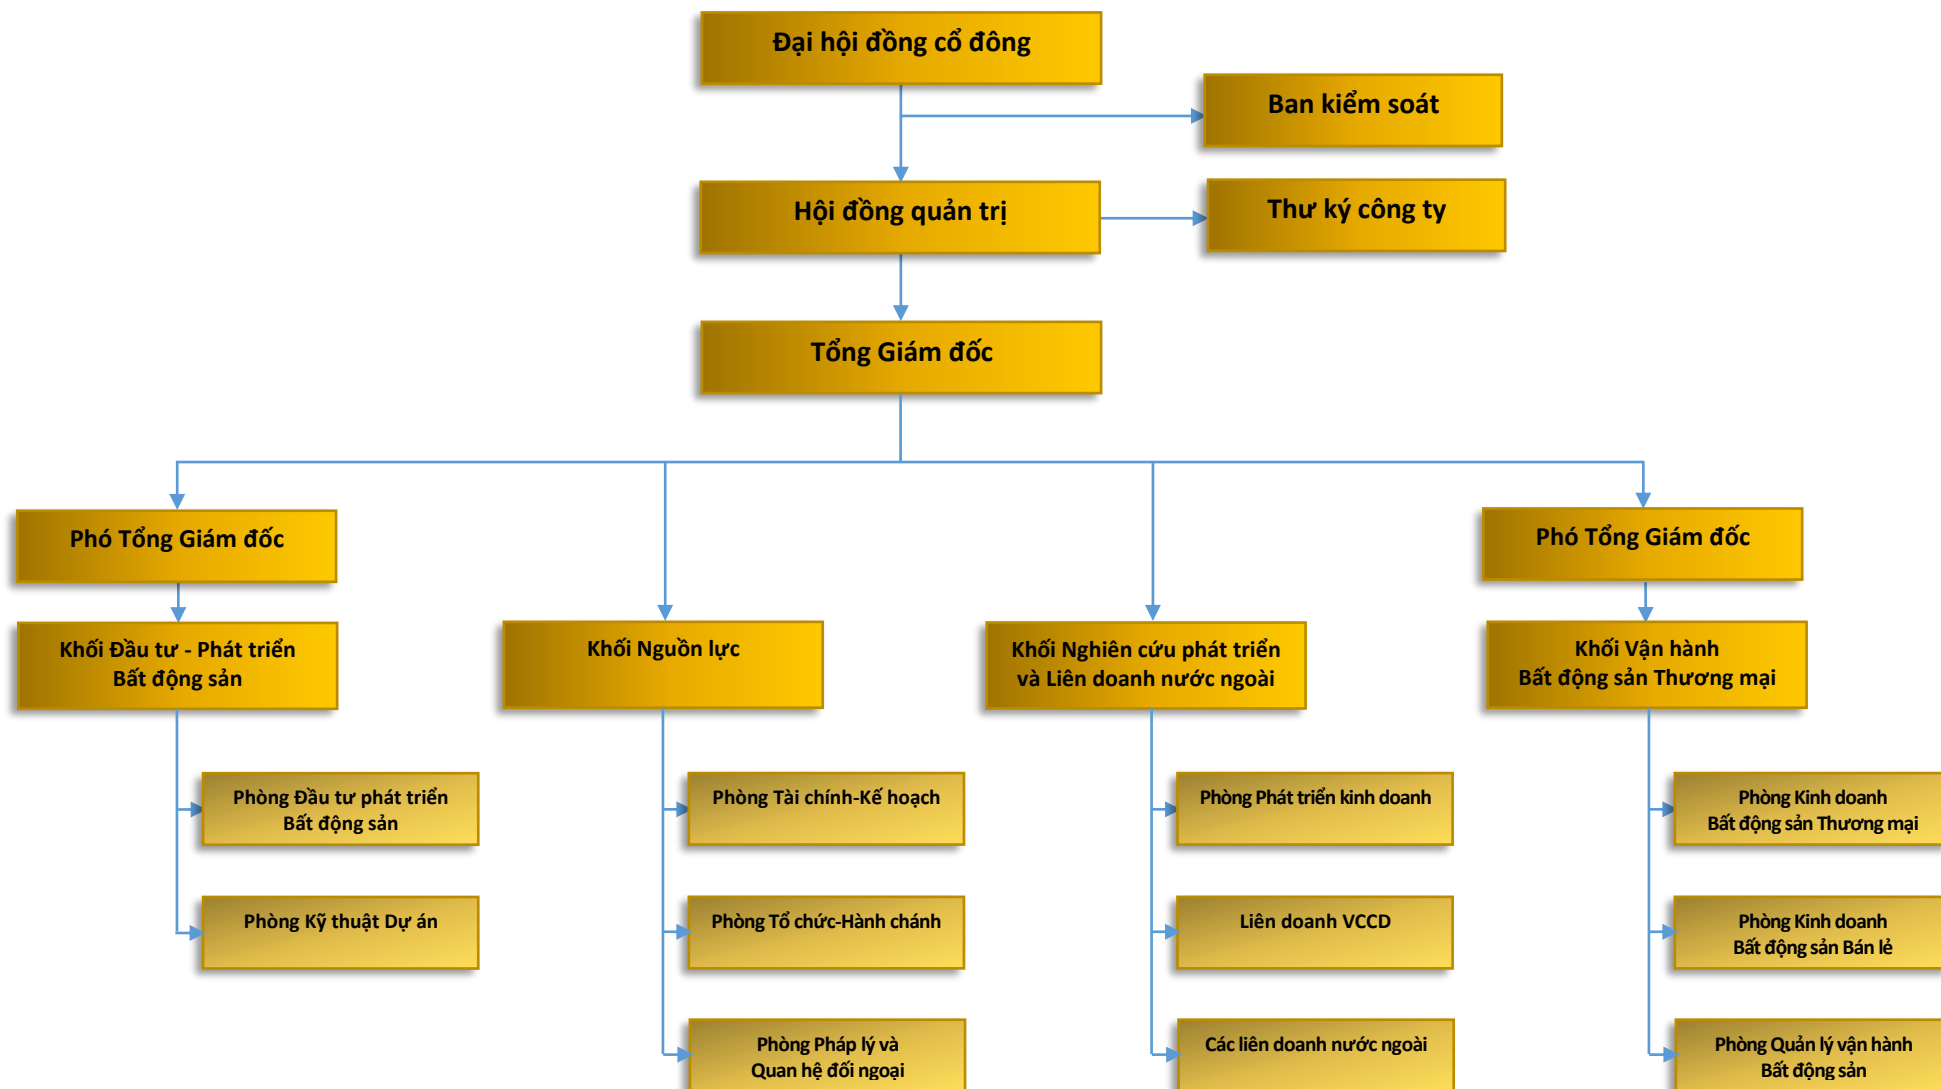 Đại hội đồng cổ đông
Ban kiểm soát
Hội đồng quản trị
Thư ký công ty
Tổng Giám đốc
Phó Tổng Giám đốc
Phó Tổng Giám đốc
Khối Đầu tư - Phát triển
Bất động sản
Khối Nguồn lực
Khối Nghiên cứu phát triển
và Liên doanh nước ngoài
Khối Vận hành
Bất động sản Thương mại
Phòng Đầu tư phát triển
Bất động sản
Phòng Tài chính-Kế hoạch
Phòng Phát triển kinh doanh
Phòng Kinh doanh
Bất động sản Thương mại
Phòng Kỹ thuật Dự án
Phòng Tổ chức-Hành chánh
Liên doanh VCCD
Phòng Kinh doanh
Bất động sản Bán lẻ
Phòng Pháp lý và
Quan hệ đối ngoại
Các liên doanh nước ngoài
Phòng Quản lý vận hành
Bất động sản